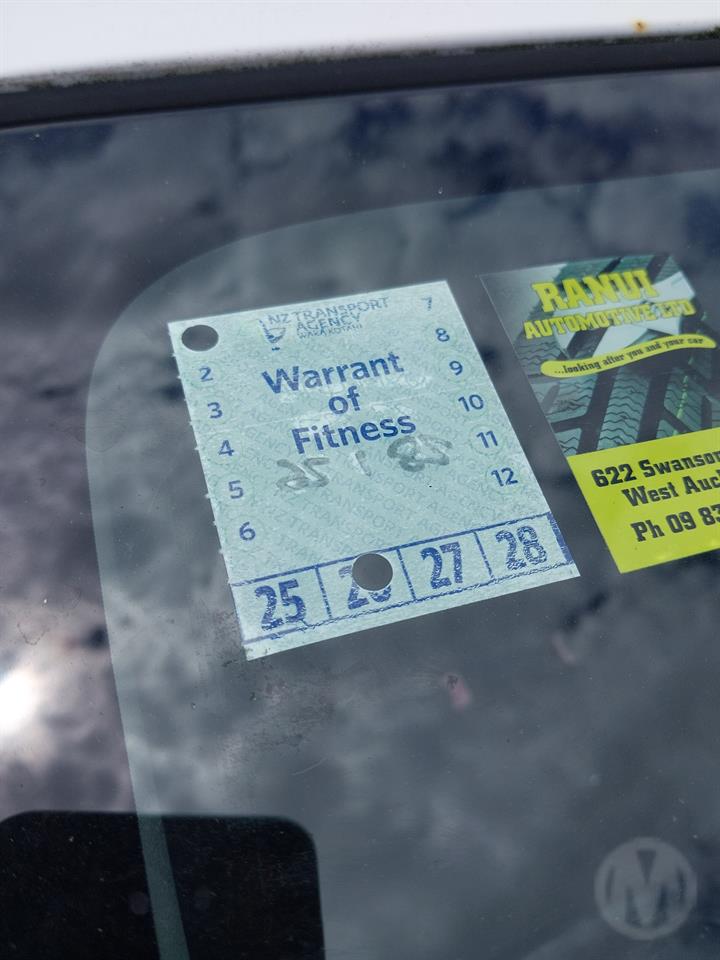 NZ TRANSPORT
AGENCY
WAKA KOTAHI
7
2
8
3
9
4
10
5
11
6
12
Warrant
of
Fitness
25 27 28
RANUI
AUTOMOTIVE LTD
...looking after you and your car
622 Swanson
West Auc
Ph 09 83
M